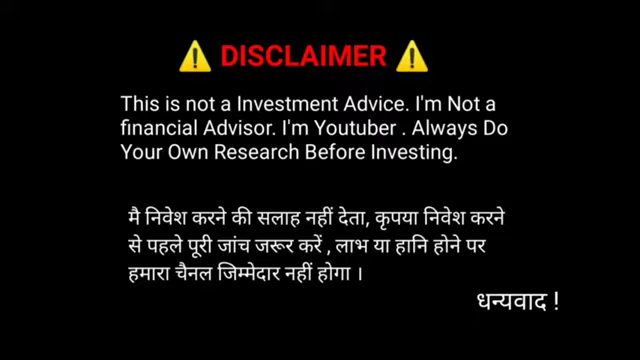 ⚠️ DISCLAIMER ⚠️
This is not a Investment Advice. I'm Not a
financial Advisor. I'm Youtuber . Always Do
Your Own Research Before Investing.
मै निवेश करने की सलाह नहीं देता, कृपया निवेश करने
से पहले पूरी जांच जरूर करें , लाभ या हानि होने पर
हमारा चैनल जिम्मेदार नहीं होगा ।
धन्यवाद !